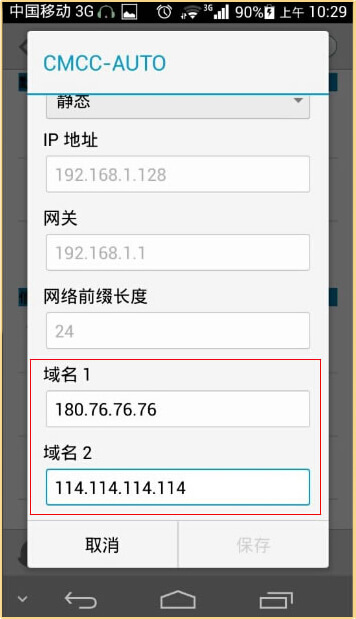 中国移动 3G 3G 90% 上午 10:29
CMCC-AUTO
静态
IP 地址
192.168.1.128
网关
192.168.1.1
网络前缀长度
24
域名 1
180.76.76.76
域名 2
114.114.114.114
取消 保存